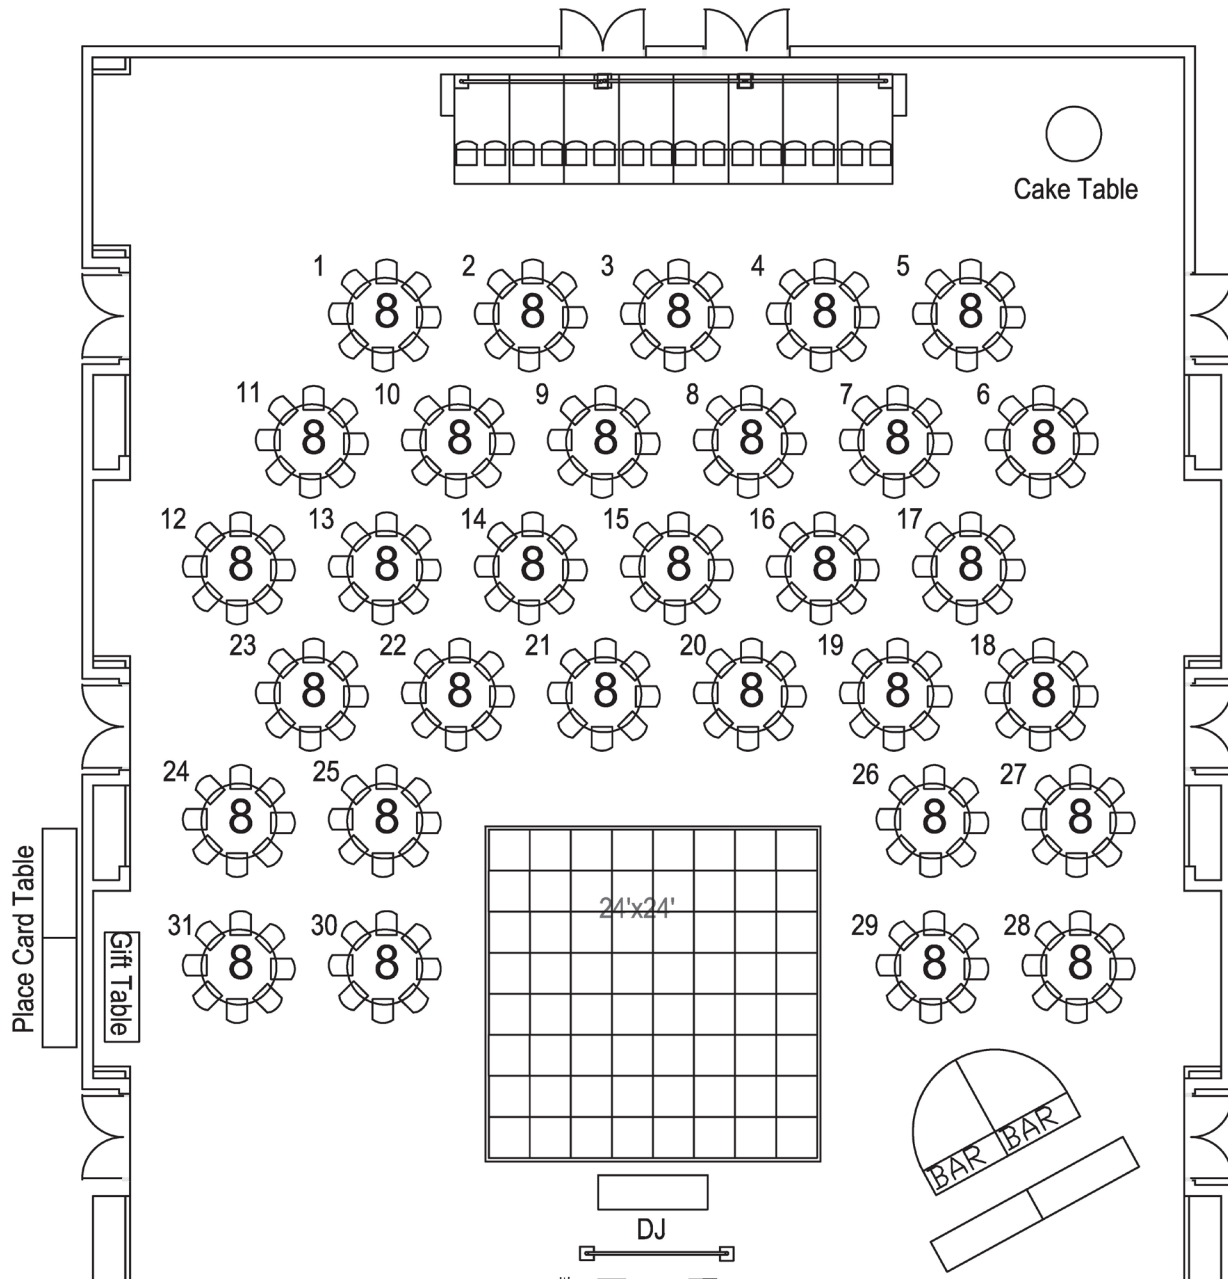 Cake Table
1 2 3 4 5
8 8 8 8 8
11 10 9 8 7 6
8 8 8 8 8 8
12 13 14 15 16 17
8 8 8 8 8 8
23 22 21 20 19 18
8 8 8 8 8 8
24 25 26 27
8 8 8 8
Place Card Table
Gift Table
24'x24'
31 30 29 28
8 8 8 8
BAR BAR
DJ